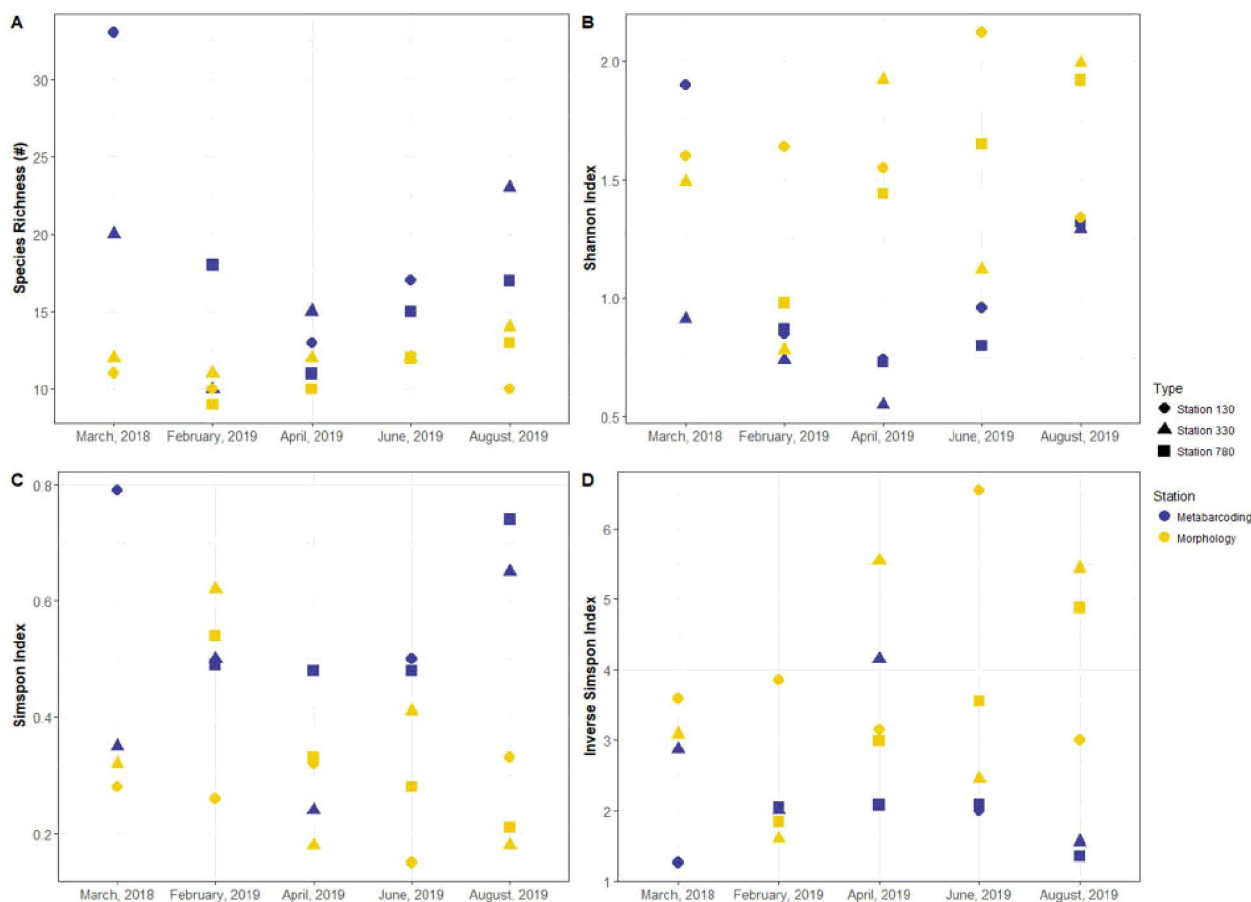 A
Species Richness (#)
30
25
20
15
10
March, 2018
February, 2019
April, 2019
June, 2019
August, 2019
B
Shannon Index
2.0
1.5
1.0
0.5
March, 2018
February, 2019
April, 2019
June, 2019
August, 2019
C
Simspon Index
0.8
0.6
0.4
0.2
March, 2018
February, 2019
April, 2019
June, 2019
August, 2019
D
Inverse Simspon Index
6
5
4
3
2
1
March, 2018
February, 2019
April, 2019
June, 2019
August, 2019
Type
Station 130
Station 330
Station 780
Station
Metabarcoding
Morphology